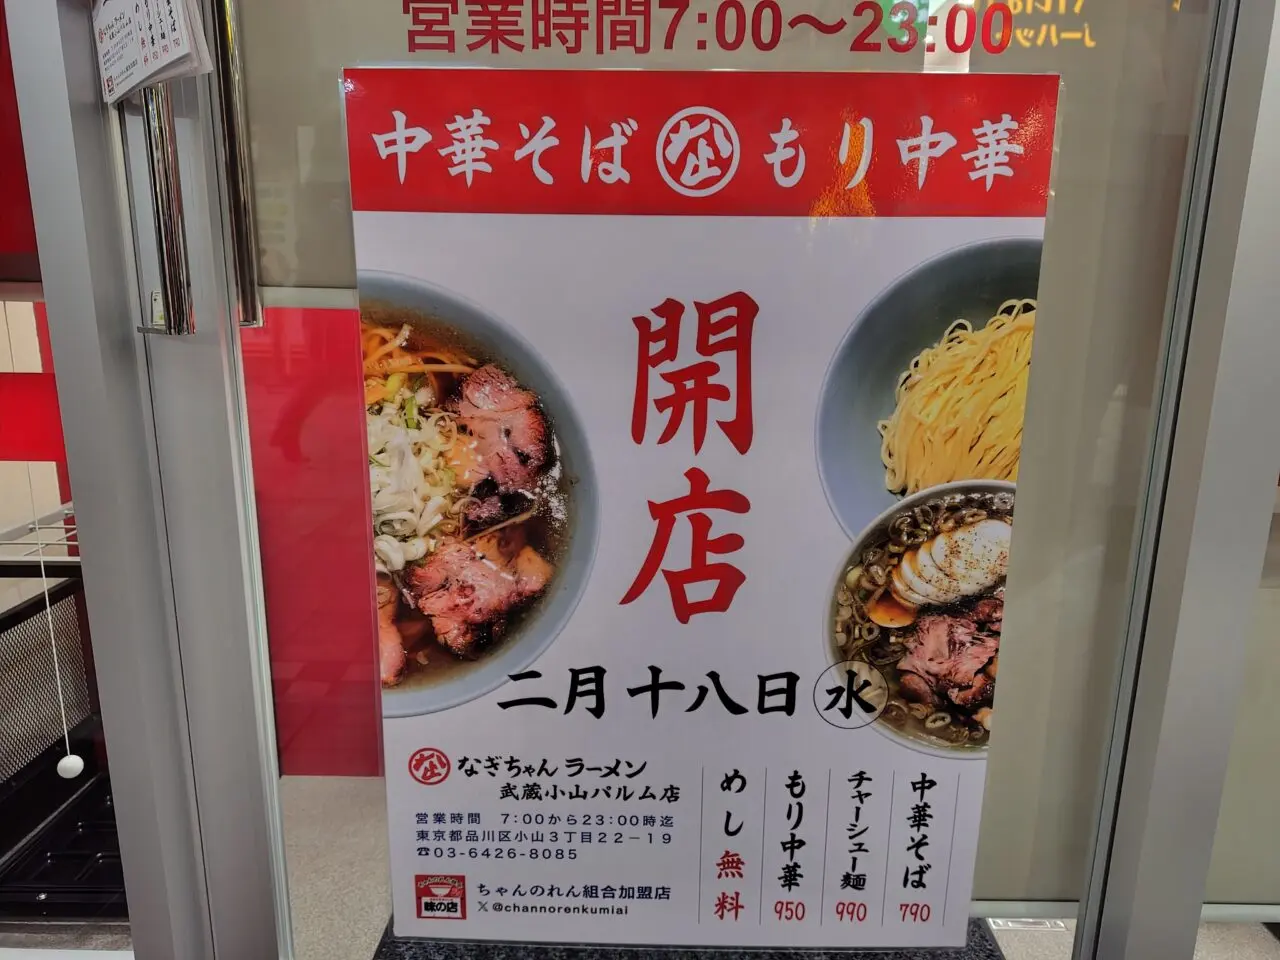 営業時間7:00〜23:00
中華そば な もり中華
開店
二月十八日 水
なぎちゃんラーメン
武蔵小山パルム店
営業時間 7:00から23:00時迄
東京都品川区小山3丁目22-19
☎03-6426-8085
味の店
ちゃんのれん組合加盟店
X @channorenkumiai
中華そば 790
チャーシュー麺 990
もり中華 950
めし無料